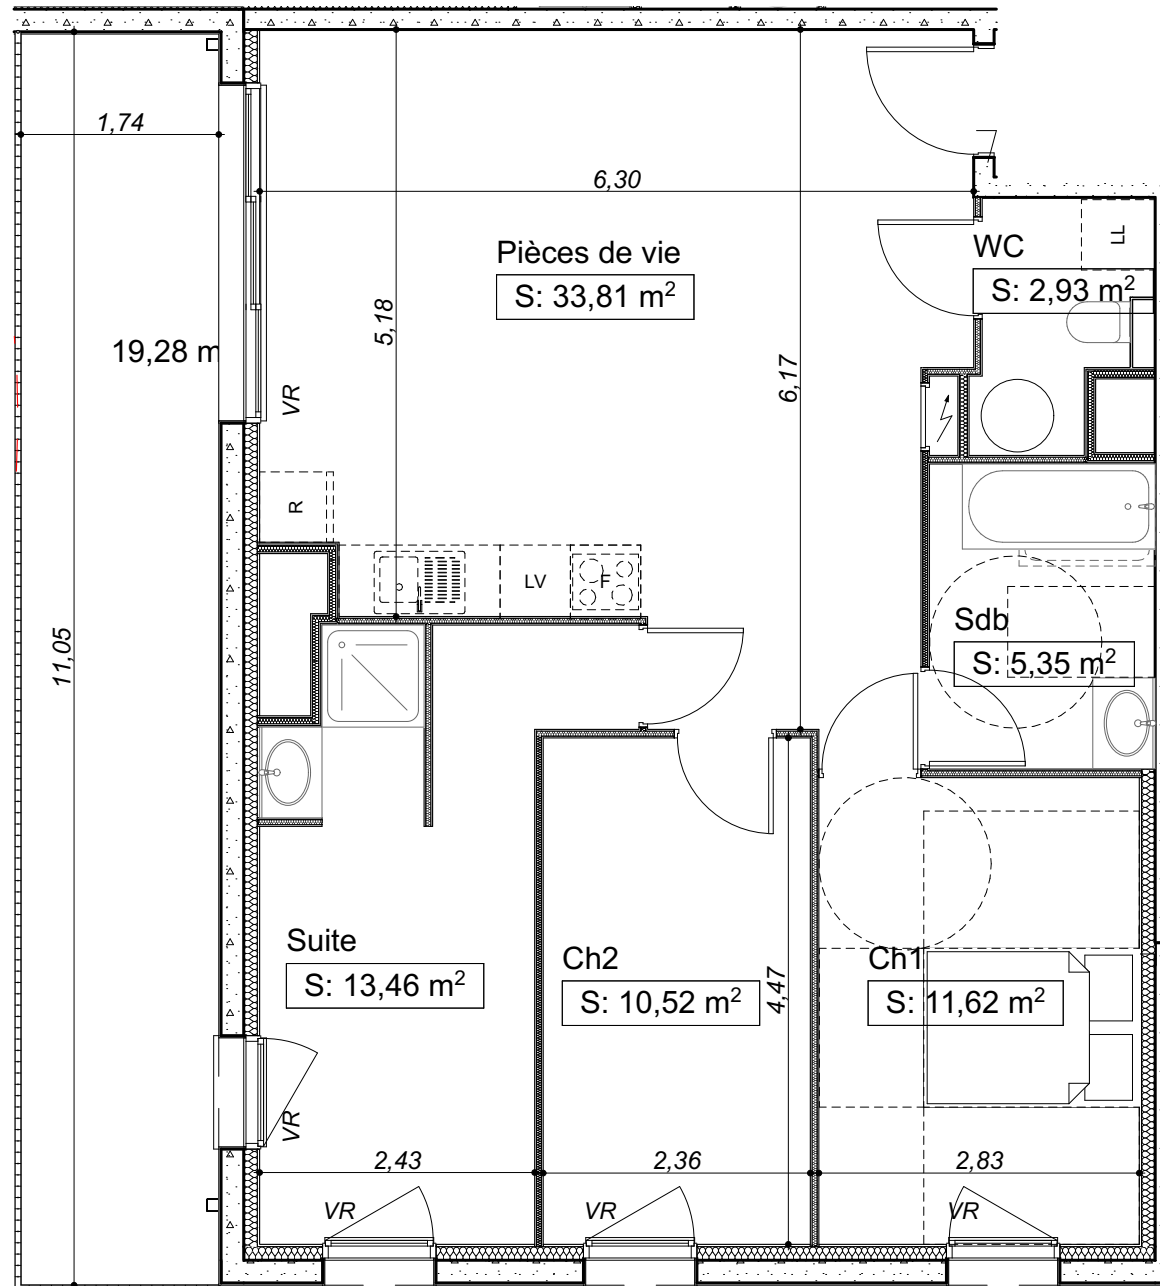 1,74
6,30
Pièces de vie
S: 33,81 m²
WC
LL
S: 2,93 m²
5,18
19,28 m
6,17
VR
R
LV
F
11,05
Sdb
S: 5,35 m²
Suite
S: 13,46 m²
Ch2
S: 10,52 m²
4,47
Ch1
S: 11,62 m²
VR
2,43
2,36
2,83
VR
VR
VR